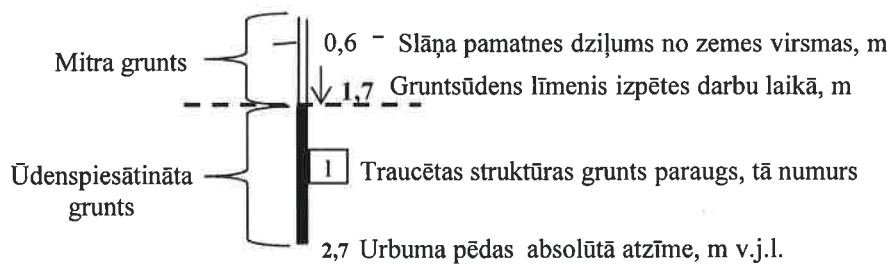 0,6 – Slāņa pamatnes dziļums no zemes virsmas, m
Mitra grunts
1,7 Gruntsūdens līmenis izpētes darbu laikā, m
1 Traucētas struktūras grunts paraugs, tā numurs
Ūdenspiesātināta
grunts
2,7 Urbuma pēdas absolūtā atzīme, m v.j.l.